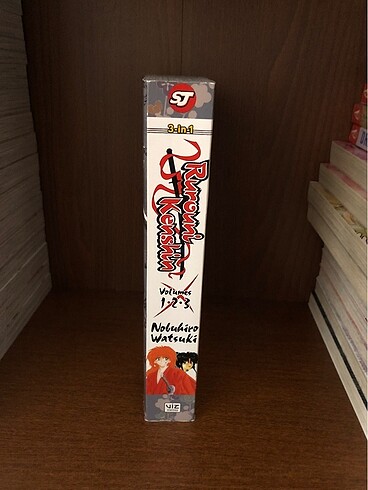 SJ
3-in-1
Rurouni
Kenshin
Volumes
1•2•3
Nobuhiro
Watsuki
viz